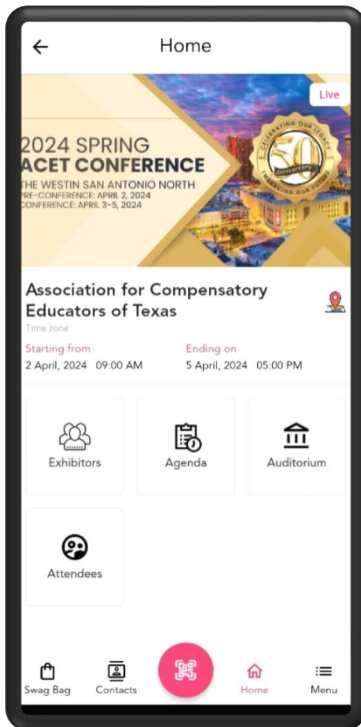 Home
Live
2024 SPRING
ACET CONFERENCE
THE WESTIN SAN ANTONIO NORTH
PRE-CONFERENCE: APRIL 2, 2024
CONFERENCE: APRIL 3-5, 2024
CELEBRATING OUR LEGACY
50
Anniversary
EMBRACING OUR FUTURE
Association for Compensatory
Educators of Texas
Time zone:
Starting from Ending on
2 April, 2024 09:00 AM 5 April, 2024 05:00 PM
Exhibitors Agenda Auditorium
Attendees
Swag Bag Contacts Home Menu